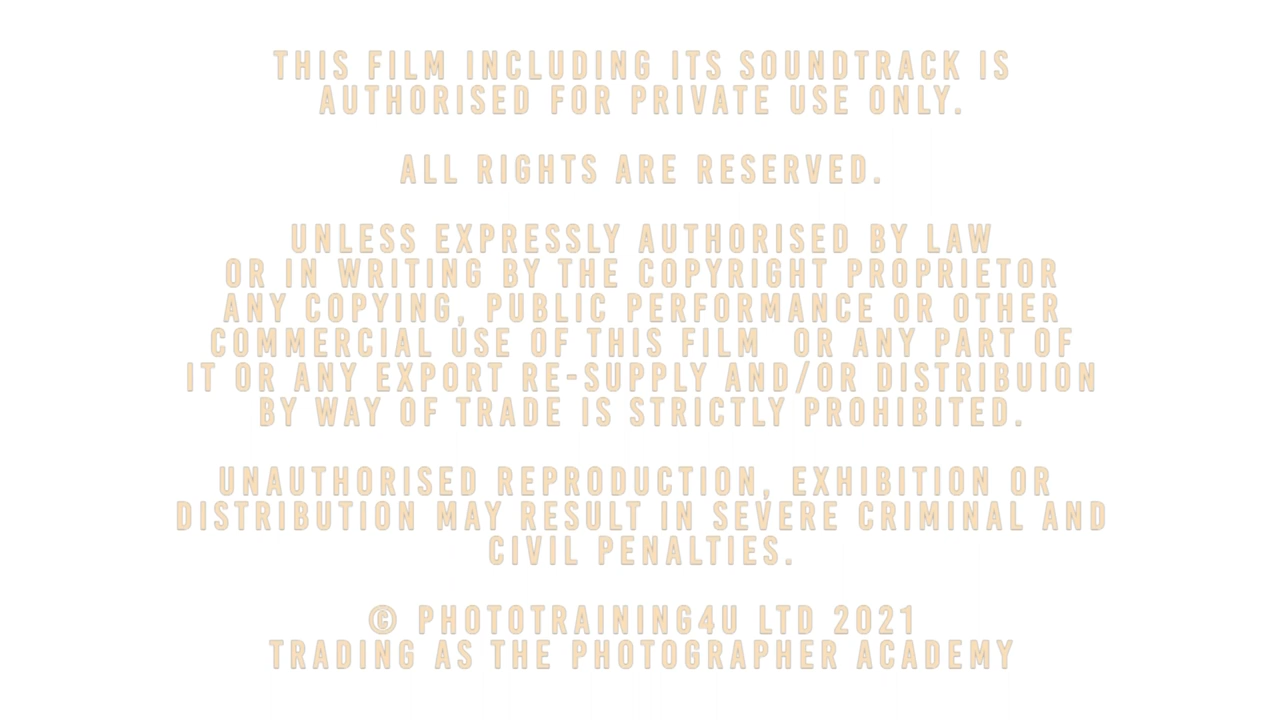 THIS FILM INCLUDING ITS SOUNDTRACK IS
AUTHORISED FOR PRIVATE USE ONLY.
ALL RIGHTS ARE RESERVED.
UNLESS EXPRESSLY AUTHORISED BY LAW
OR IN WRITING BY THE COPYRIGHT PROPRIETOR
ANY COPYING, PUBLIC PERFORMANCE OR OTHER
COMMERCIAL USE OF THIS FILM  OR ANY PART OF
IT OR ANY EXPORT RE-SUPPLY AND/OR DISTRIBUION
BY WAY OF TRADE IS STRICTLY PROHIBITED.
UNAUTHORISED REPRODUCTION, EXHIBITION OR
DISTRIBUTION MAY RESULT IN SEVERE CRIMINAL AND
CIVIL PENALTIES.
© PHOTOTRAINING4U LTD 2021
TRADING AS THE PHOTOGRAPHER ACADEMY